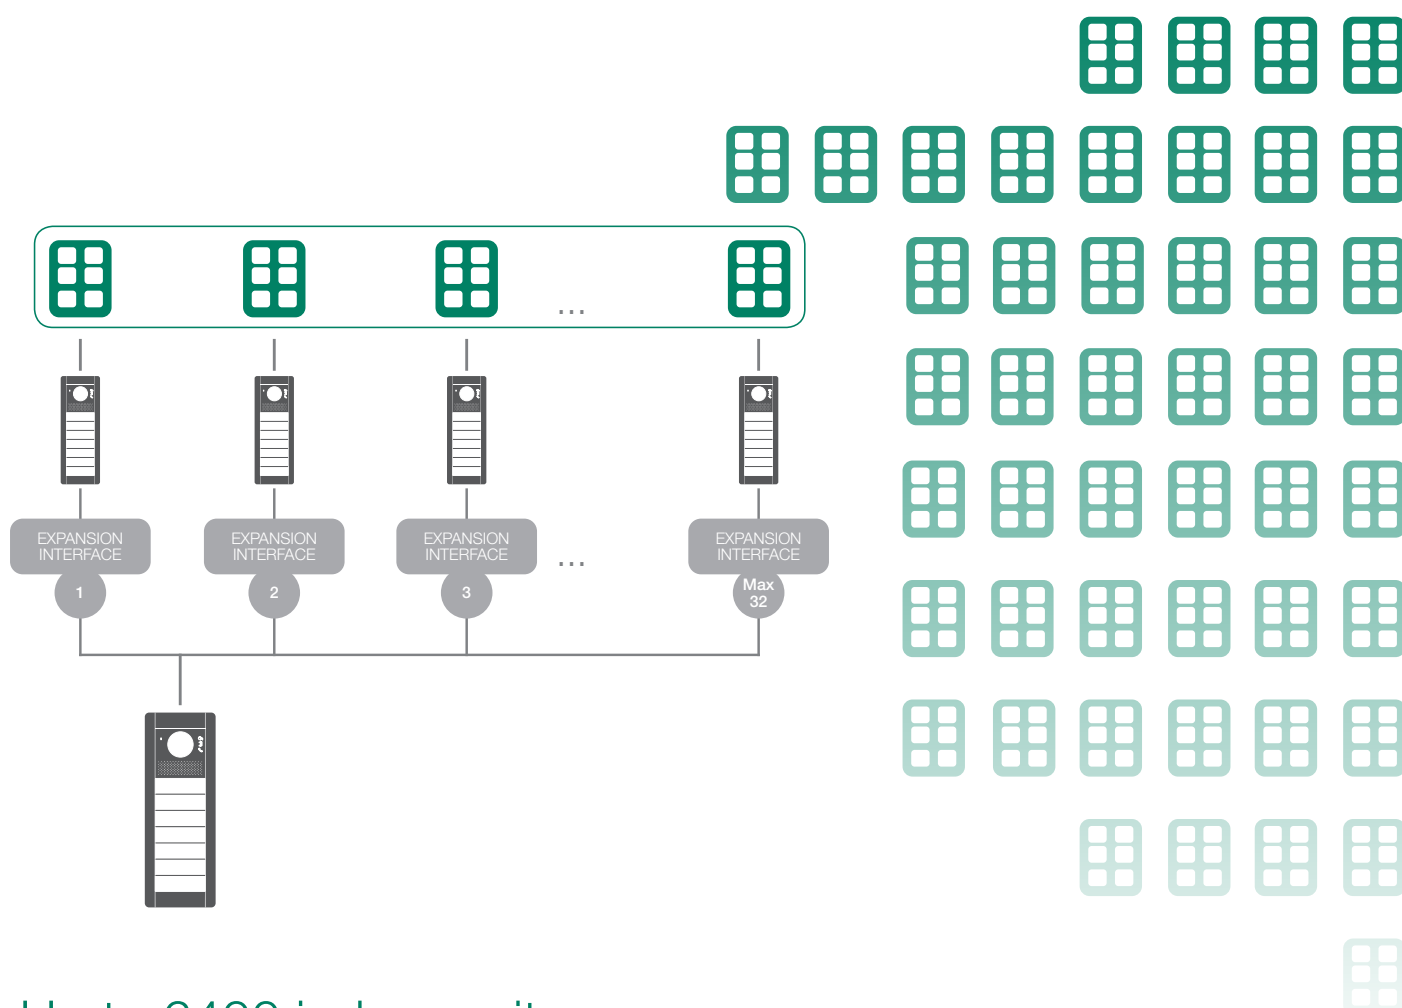 ...
EXPANSION
INTERFACE
1
EXPANSION
INTERFACE
2
EXPANSION
INTERFACE
3
...
EXPANSION
INTERFACE
Max
32